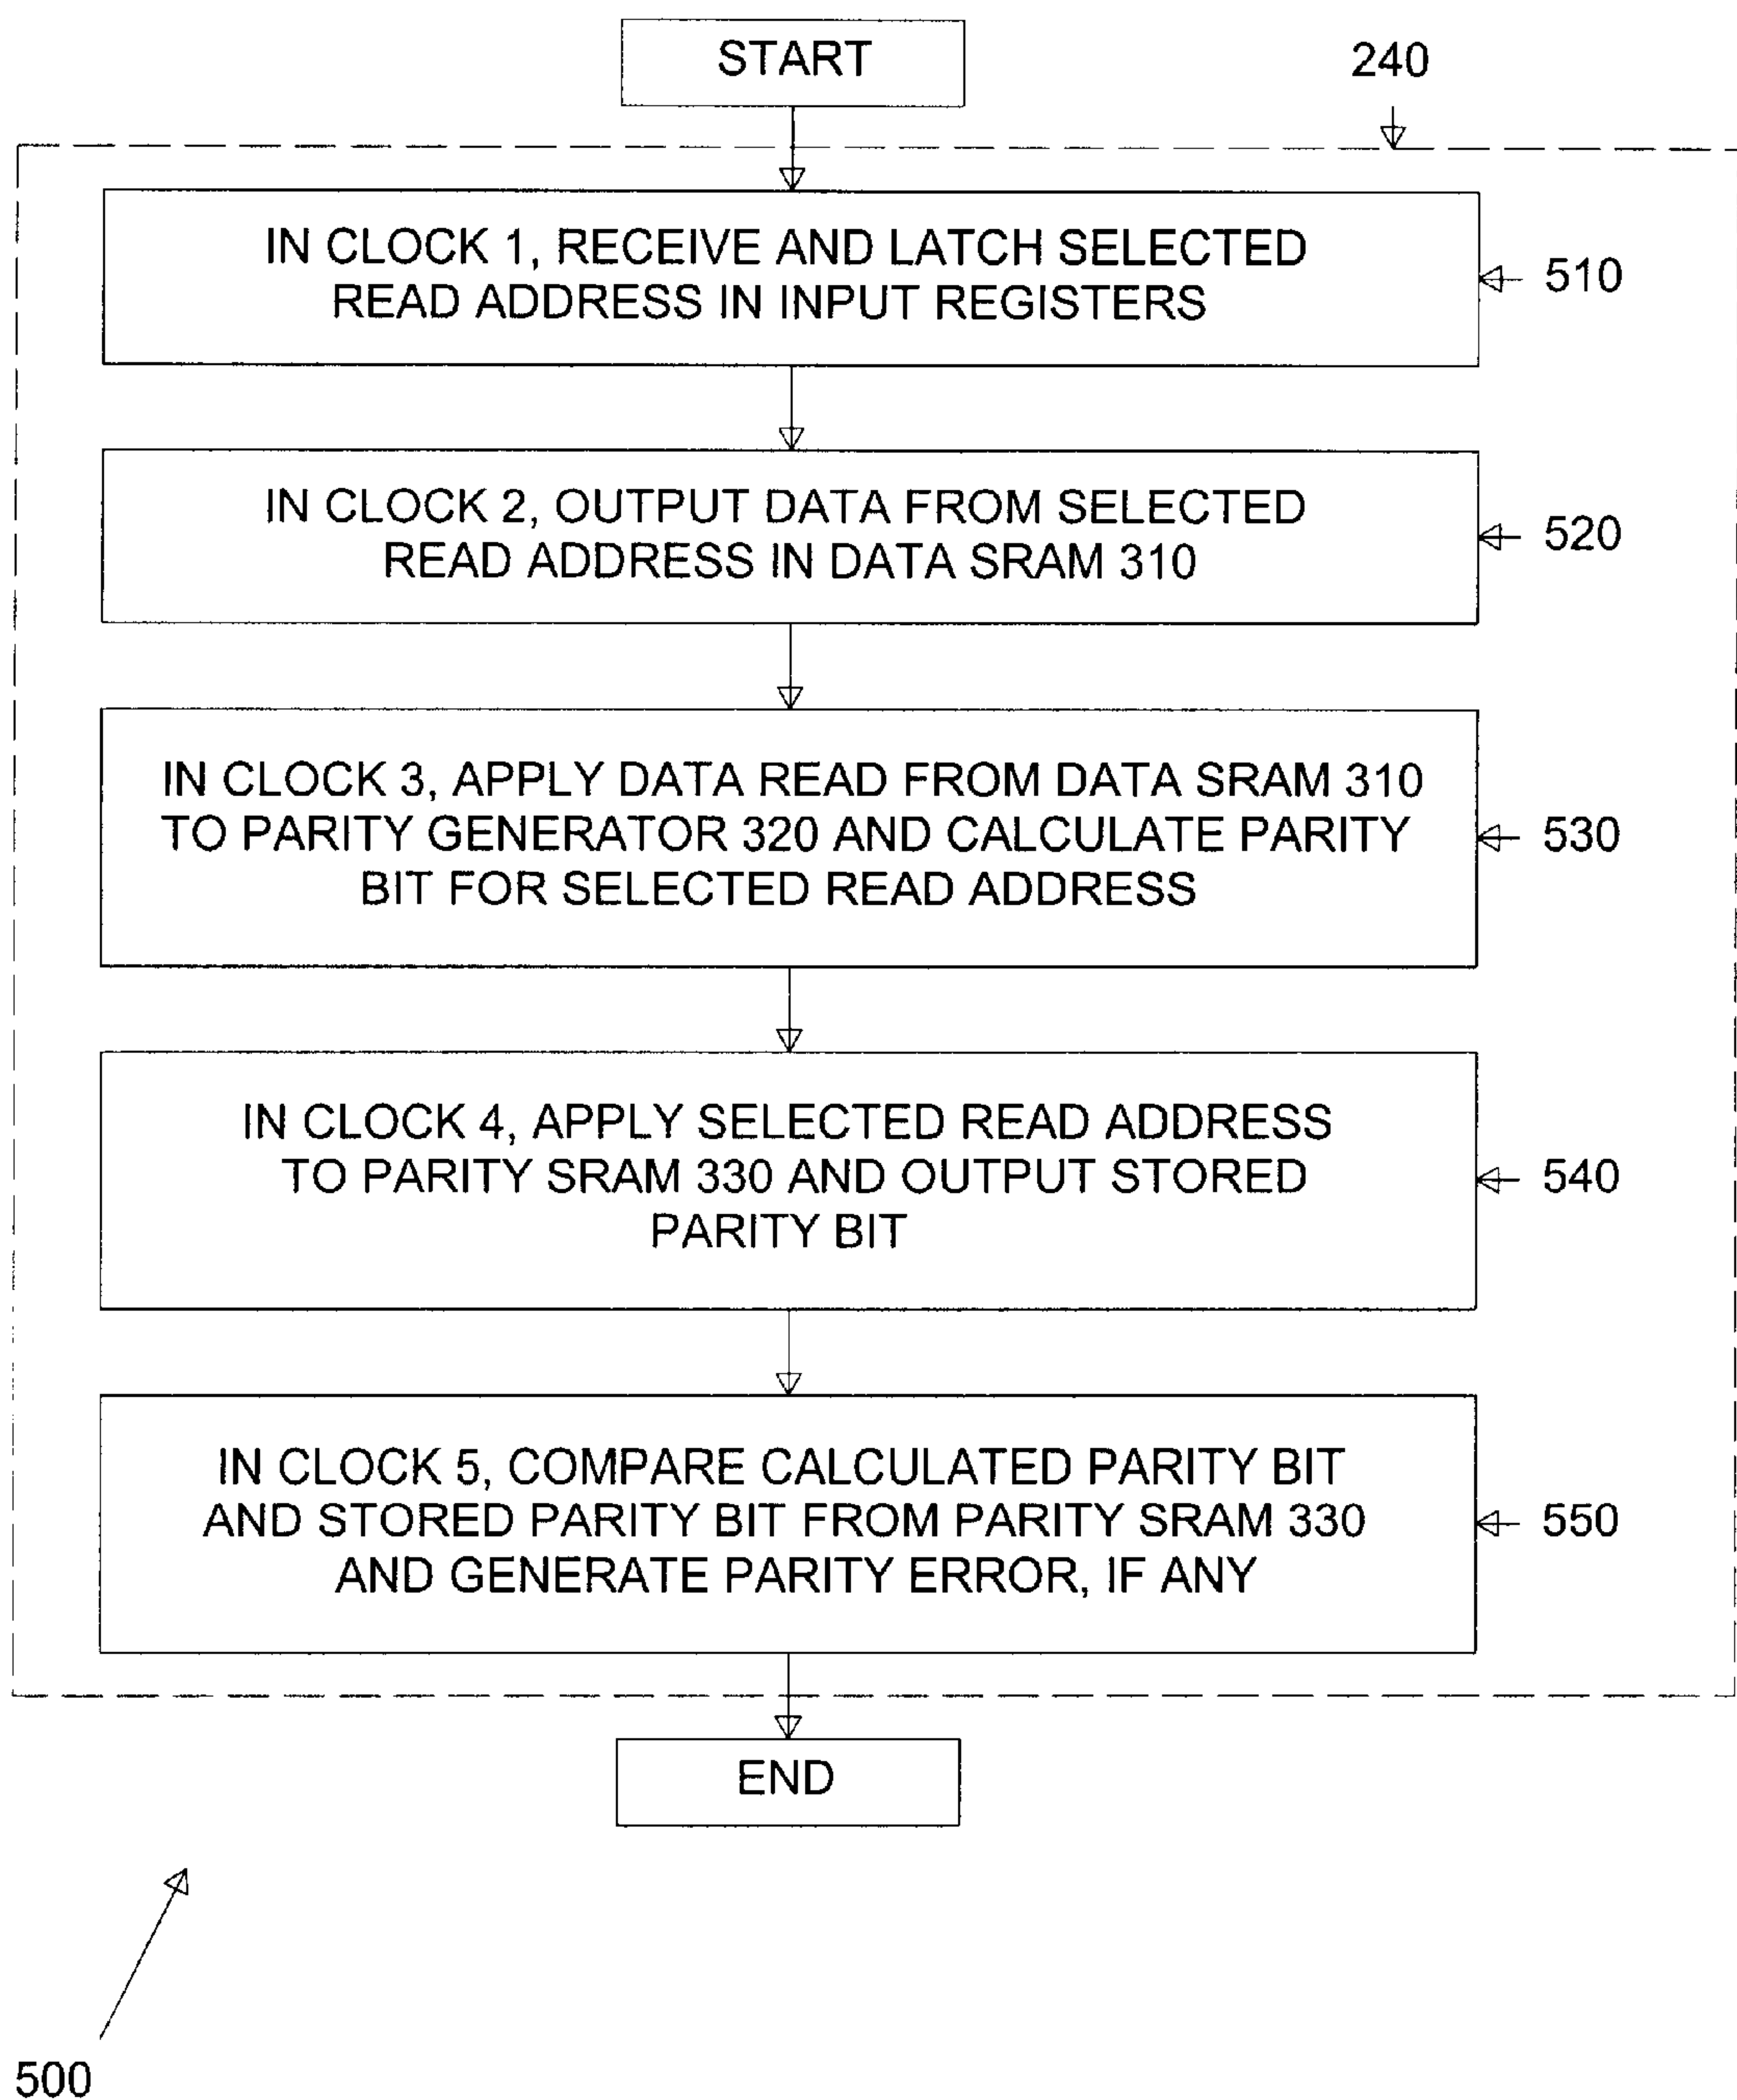 START
240
IN CLOCK 1, RECEIVE AND LATCH SELECTED
READ ADDRESS IN INPUT REGISTERS
510
IN CLOCK 2, OUTPUT DATA FROM SELECTED
READ ADDRESS IN DATA SRAM 310
520
IN CLOCK 3, APPLY DATA READ FROM DATA SRAM 310
TO PARITY GENERATOR 320 AND CALCULATE PARITY
BIT FOR SELECTED READ ADDRESS
530
IN CLOCK 4, APPLY SELECTED READ ADDRESS
TO PARITY SRAM 330 AND OUTPUT STORED
PARITY BIT
540
IN CLOCK 5, COMPARE CALCULATED PARITY BIT
AND STORED PARITY BIT FROM PARITY SRAM 330
AND GENERATE PARITY ERROR, IF ANY
550
END
500